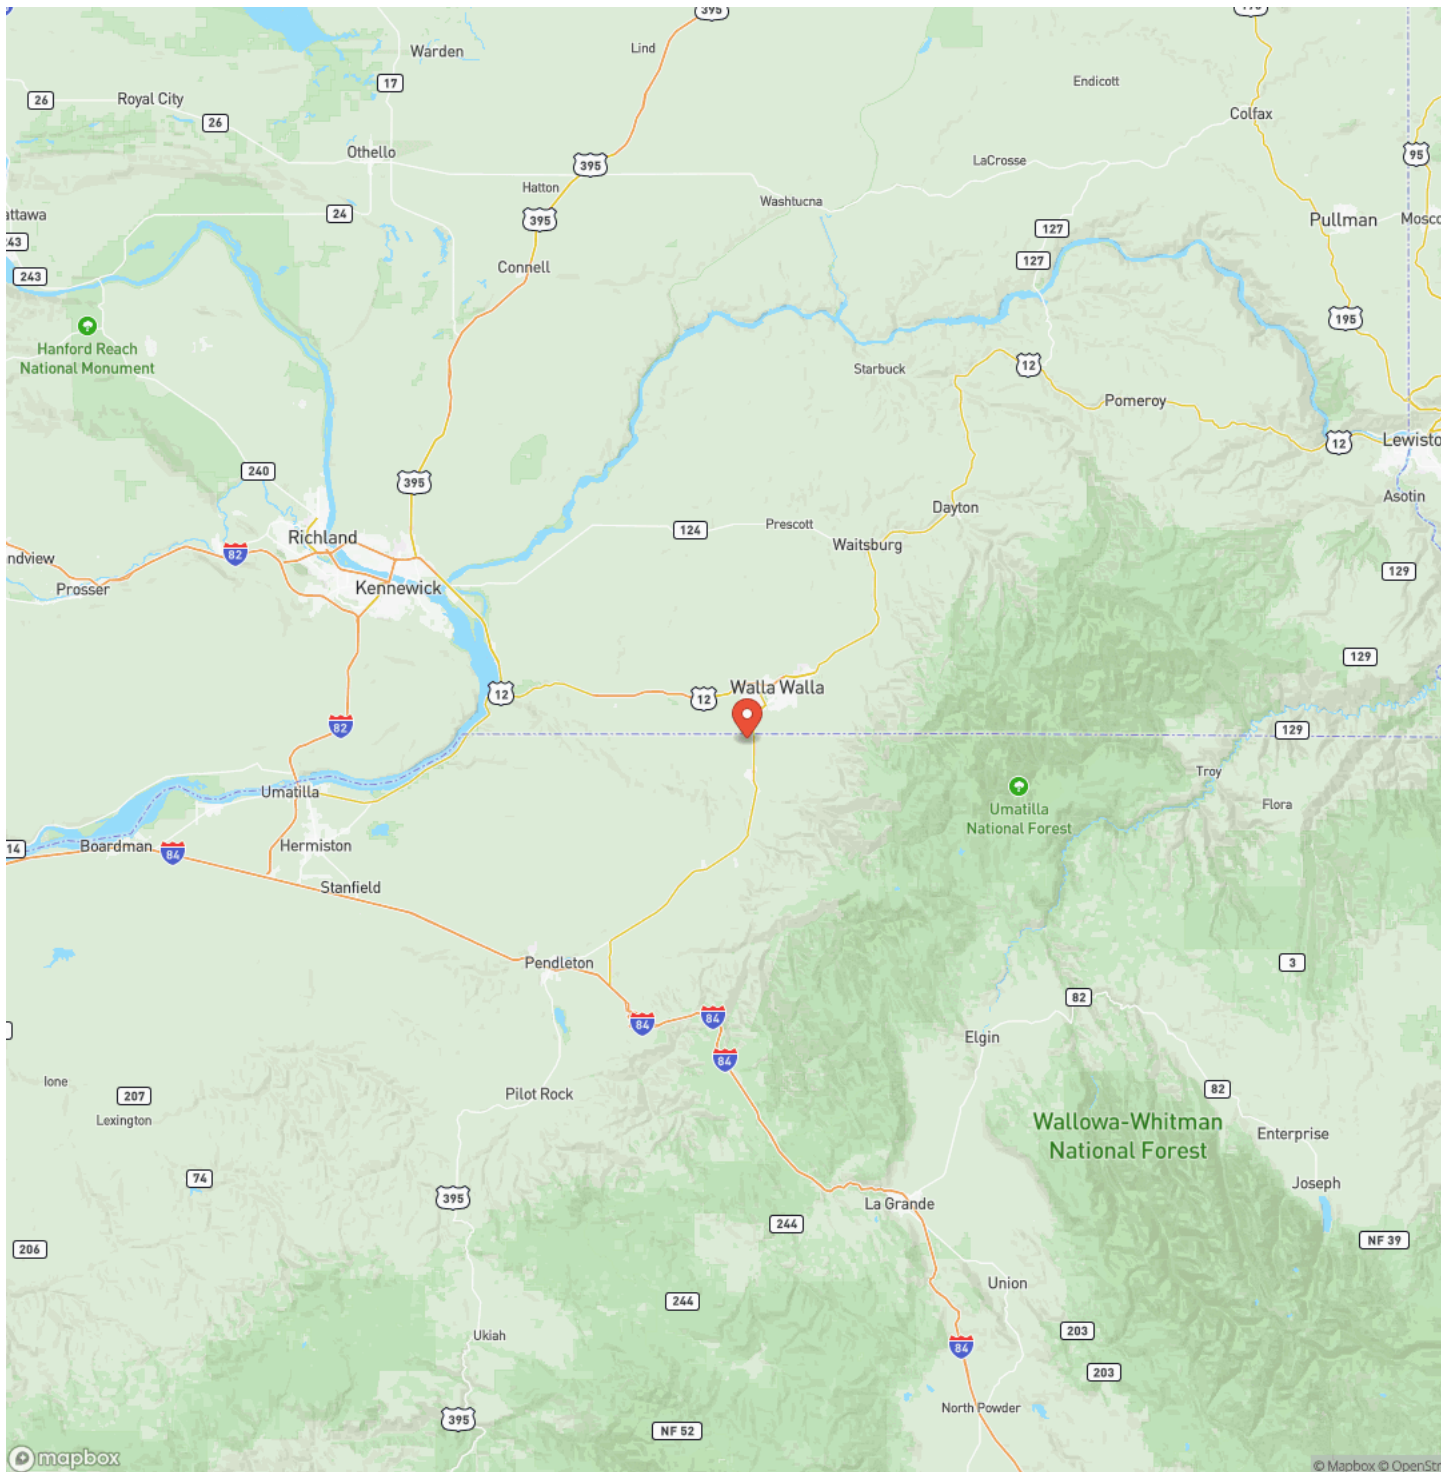 395
195
Warden
Lind
17
Endicott
26
Royal City
26
Colfax
Othello
395
LaCrosse
95
Hatton
Washtucna
attawa
24
395
127
Pullman
Mosco
243
127
243
Connell
195
Hanford Reach
National Monument
Starbuck
12
Pomeroy
12
Lewisto
240
395
Asotin
Dayton
124
Prescott
Richland
Waitsburg
ndview
82
129
Prosser
Kennewick
129
Walla Walla
12
12
82
129
Troy
Umatilla
Umatilla
National Forest
Flora
14
Boardman
84
Hermiston
Stanfield
Pendleton
3
82
84
84
Elgin
84
Ione
207
Pilot Rock
82
Lexington
Wallowa-Whitman
National Forest
Enterprise
74
Joseph
395
La Grande
244
206
NF 39
Union
244
203
Ukiah
84
203
North Powder
395
NF 52
mapbox
© Mapbox © OpenStr